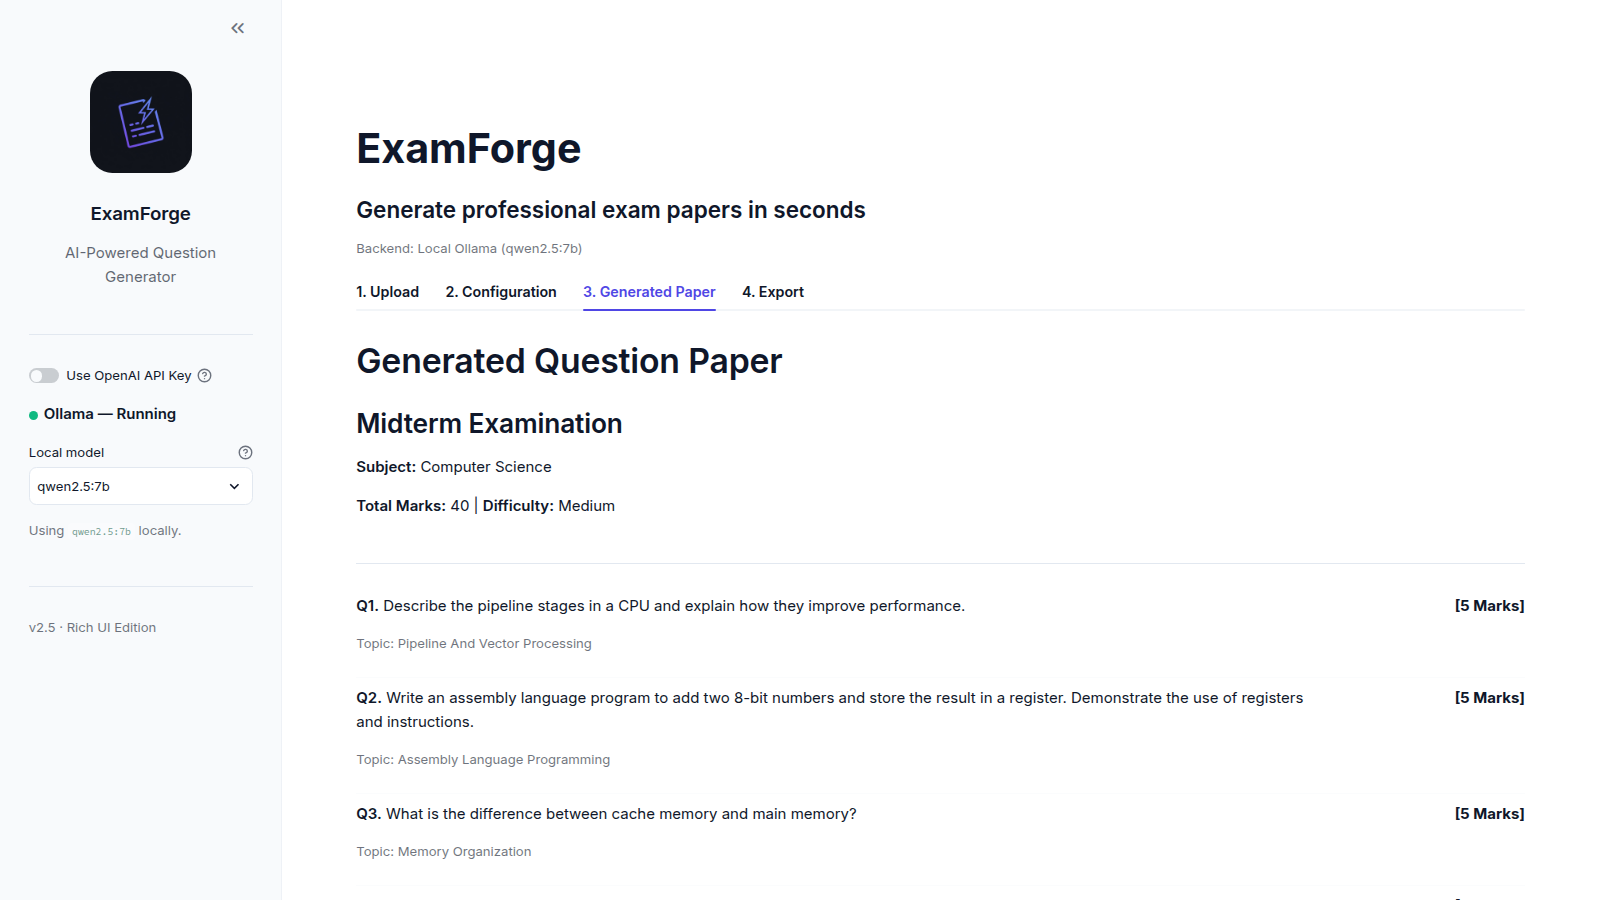 ExamForge
AI-Powered Question
Generator
Use OpenAI API Key
Ollama — Running
Local model
qwen2.5:7b
Using qwen2.5:7b locally.
v2.5 · Rich UI Edition
ExamForge
Generate professional exam papers in seconds
Backend: Local Ollama (qwen2.5:7b)
1. Upload 2. Configuration 3. Generated Paper 4. Export
Generated Question Paper
Midterm Examination
Subject: Computer Science
Total Marks: 40 | Difficulty: Medium
Q1. Describe the pipeline stages in a CPU and explain how they improve performance. [5 Marks]
Topic: Pipeline And Vector Processing
Q2. Write an assembly language program to add two 8-bit numbers and store the result in a register. Demonstrate the use of registers [5 Marks]
and instructions.
Topic: Assembly Language Programming
Q3. What is the difference between cache memory and main memory? [5 Marks]
Topic: Memory Organization